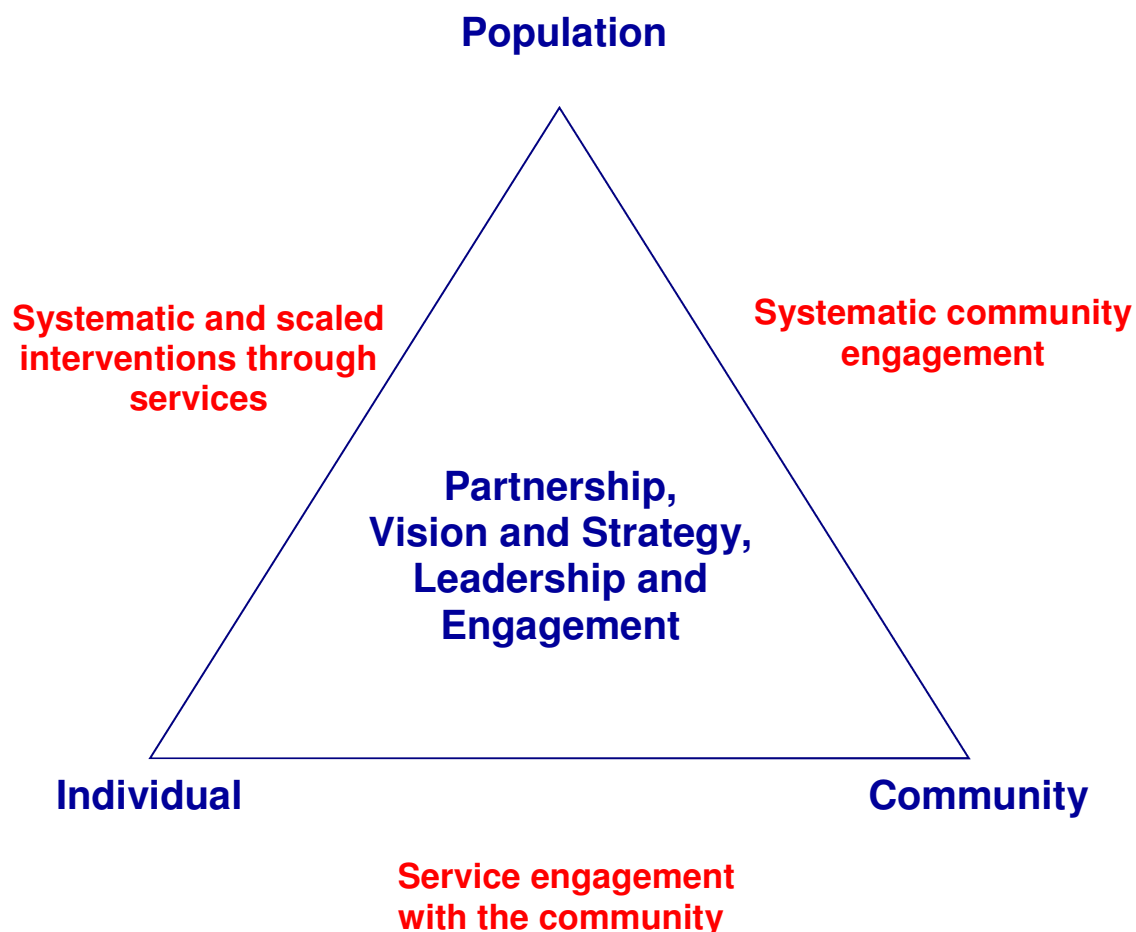 Population
Systematic and scaled
interventions through
services
Systematic community
engagement
Partnership,
Vision and Strategy,
Leadership and
Engagement
Individual
Community
Service engagement
with the community